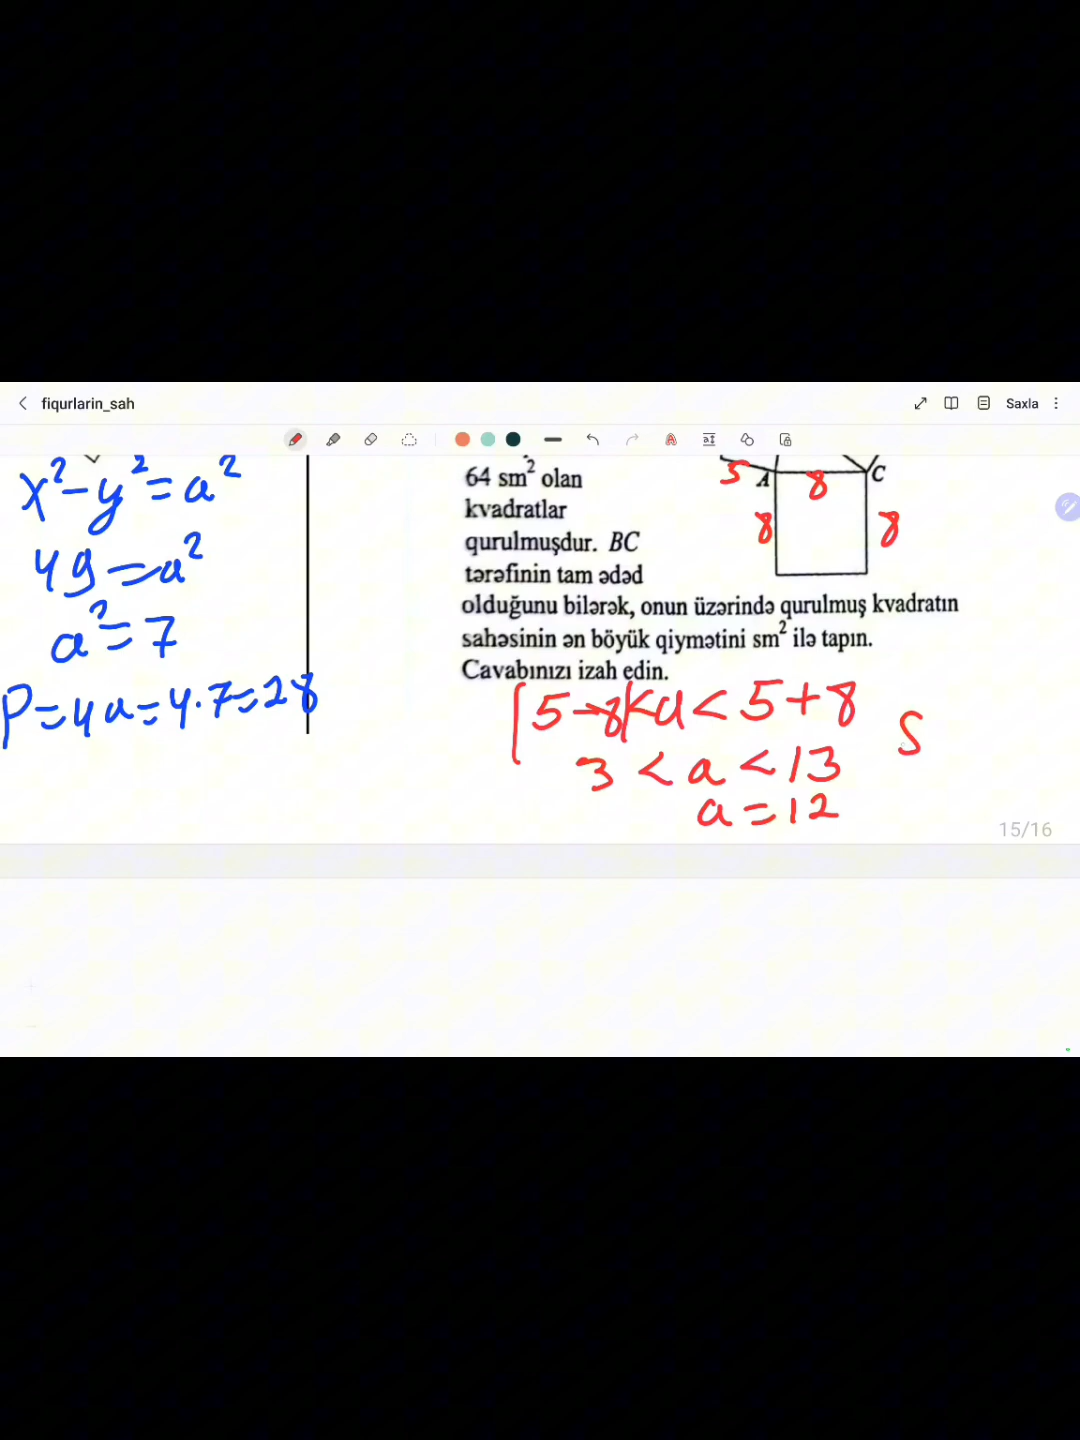 fiqurlarin_sah
Saxla
x²-y²=a²
49=a²
a²=7
P=4a=4·7=28
64 sm² olan
kvadratlar
qurulmuşdur. BC
tərəfinin tam ədəd
olduğunu bilərək, onun üzərində qurulmuş kvadratın
sahəsinin ən böyük qiymətini sm² ilə tapın.
Cavabınızı izah edin.
5 A 8 C
8 8
|5-8|<a<5+8
3<a<13
a=12
S
15/16